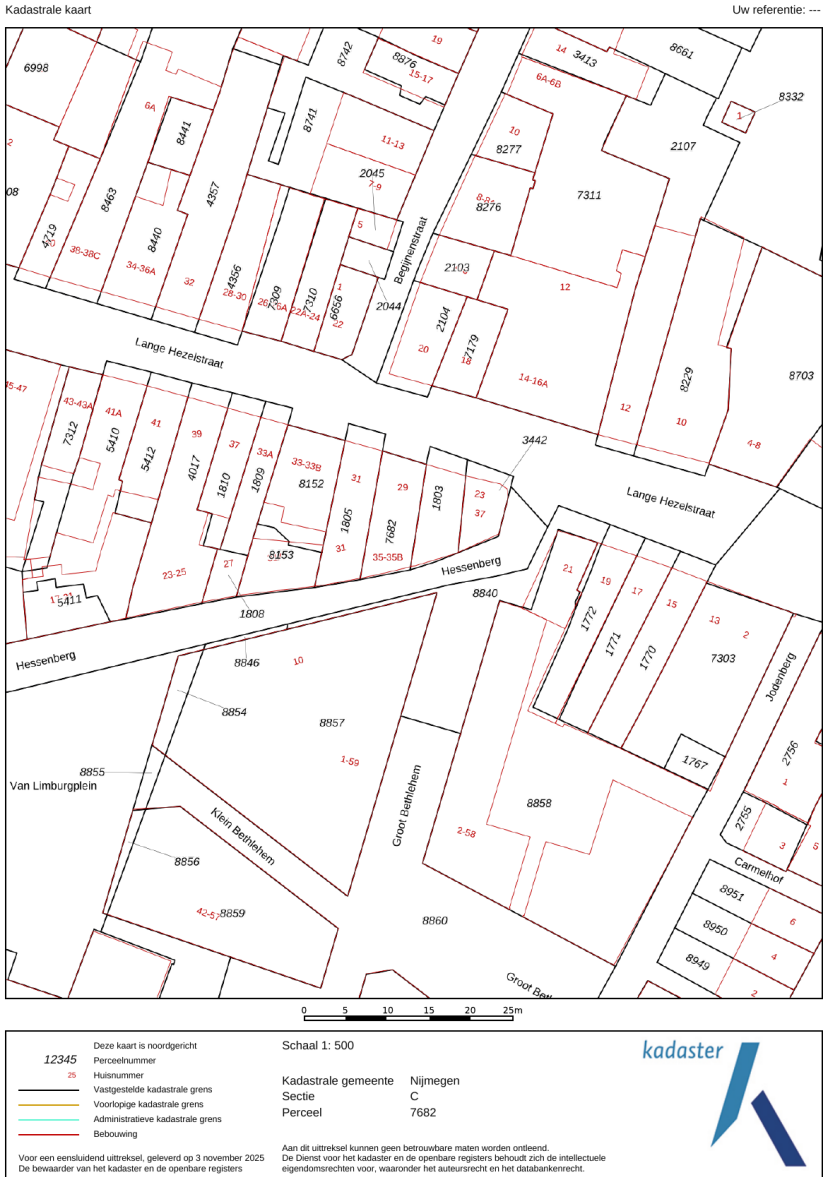 Kadastrale kaart
Uw referentie: ---
8742
8876
19
15-17
14
3413
8661
6998
6A-6B
8332
1
6A
8441
8741
11-13
10
8277
2107
2
2045
7-9
08
8463
4357
8276
7311
4719
38-38C
8440
34-36A
32
5
Begijnenstraat
2103
12
4356
28-30
7309
7310
22A-24
6656
1
22
2044
2104
20
7179
18
14-16A
Lange Hezelstraat
8229
12
10
8703
4-8
45-47
43-43A
7312
41A
5410
41
5412
39
4017
37
1810
33A
1809
33-33B
8152
31
1805
29
7682
1803
3442
23
37
Lange Hezelstraat
8153
31
35-35B
23-25
27
Hessenberg
5411
1808
8840
21
19
1772
17
1771
15
1770
13
2
7303
Jodenberg
Hessenberg
8846
10
8854
8857
1-59
8855
1767
2756
1
Van Limburgplein
Klein Bethlehem
Groot Bethlehem
8858
2-58
2755
3
5
8856
Carmelhof
8951
42-57
8859
8860
8950
6
4
8949
2
0 5 10 15 20 25m
Deze kaart is noordgericht
12345 Perceelnummer
25 Huisnummer
Vastgestelde kadastrale grens
Voorlopige kadastrale grens
Administratieve kadastrale grens
Bebouwing
Voor een eensluidend uittreksel, geleverd op 3 november 2025
De bewaarder van het kadaster en de openbare registers
Schaal 1: 500
Kadastrale gemeente Nijmegen
Sectie C
Perceel 7682
Aan dit uittreksel kunnen geen betrouwbare maten worden ontleend.
De Dienst voor het kadaster en de openbare registers behoudt zich de intellectuele
eigendomsrechten voor, waaronder het auteursrecht en het databankenrecht.
kadaster